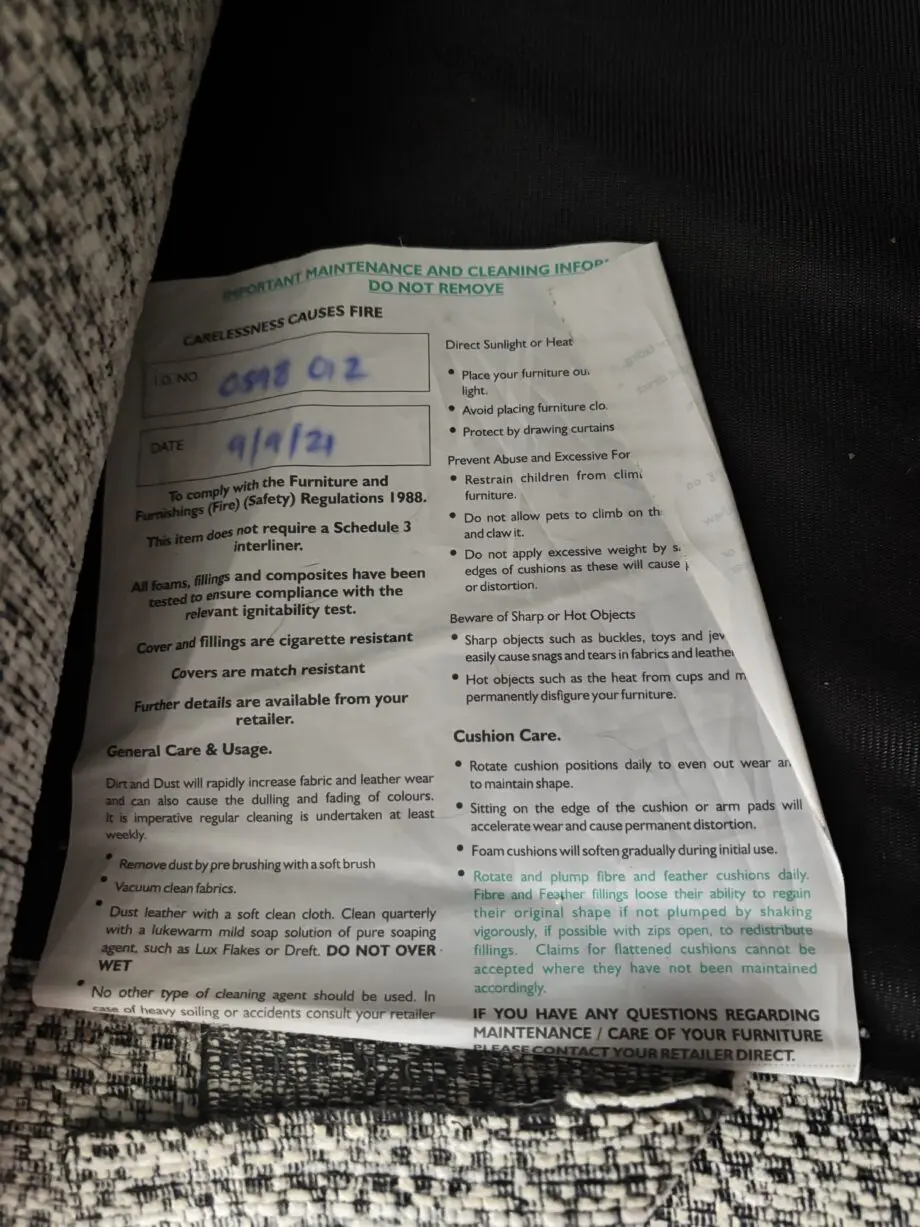 IMPORTANT MAINTENANCE AND CLEANING
DO NOT REMOVE
CARELESSNESS CAUSES FIRE
I.D. NO
0598
DATE
9/9/21
To comply with the Furniture and
Furnishings (Fire) (Safety) Regulations 1988.
This item does not require a Schedule 3
interliner.
All foams, fillings and composites have been
tested to ensure compliance with the
relevant ignitability test.
Cover and fillings are cigarette resistant
Covers are match resistant
Further details are available from your
retailer.
General Care & Usage.
Dirt and Dust will rapidly increase fabric and leather wear
and can also cause the dulling and fading of colours.
It is imperative regular cleaning is undertaken at least
weekly.
• Remove dust by pre brushing with a soft brush
• Vacuum clean fabrics.
• Dust leather with a soft clean cloth. Clean quarterly
with a lukewarm mild soap solution of pure soaping
agent, such as Lux Flakes or Dreft. DO NOT OVER
WET
• No other type of cleaning agent should be used. In
case of heavy soiling or accidents consult your retailer
Direct Sunlight or Heat
• Place your furniture
light.
• Avoid placing furniture
• Protect by drawing curtains
Prevent Abuse and Excessive
• Restrain children from
furniture.
• Do not allow pets to climb on
and claw it.
• Do not apply excessive weight by
edges of cushions as these will cause
or distortion.
Beware of Sharp or Hot Objects
• Sharp objects such as buckles, toys and
easily cause snags and tears in fabrics and
• Hot objects such as the heat from cups and
permanently disfigure your furniture.
Cushion Care.
• Rotate cushion positions daily to even out wear
to maintain shape.
• Sitting on the edge of the cushion or arm pads will
accelerate wear and cause permanent distortion.
• Foam cushions will soften gradually during initial use.
• Rotate and plump fibre and feather cushions daily.
Fibre and Feather fillings loose their ability to regain
their original shape if not plumped by shaking
vigorously, if possible with zips open, to redistribute
fillings. Claims for flattened cushions cannot be
accepted where they have not been maintained
accordingly.
IF YOU HAVE ANY QUESTIONS REGARDING
MAINTENANCE / CARE OF YOUR FURNITURE
PLEASE CONTACT YOUR RETAILER DIRECT.